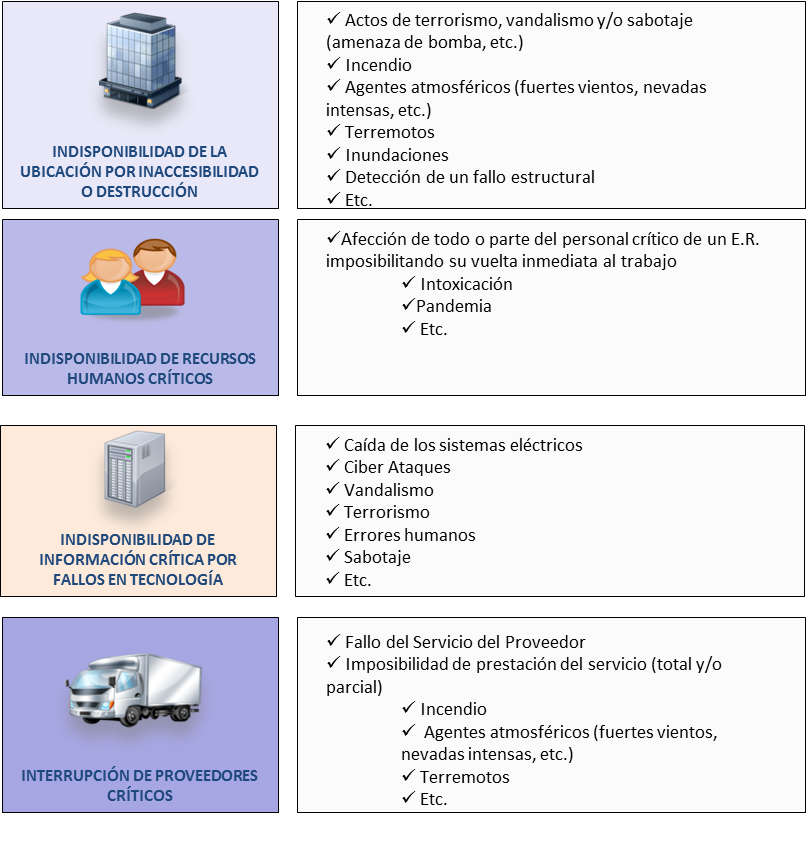 INDISPONIBILIDAD DE LA
UBICACIÓN POR INACCESIBILIDAD
O DESTRUCCIÓN
✓ Actos de terrorismo, vandalismo y/o sabotaje
(amenaza de bomba, etc.)
✓ Incendio
✓ Agentes atmosféricos (fuertes vientos, nevadas
intensas, etc.)
✓ Terremotos
✓ Inundaciones
✓ Detección de un fallo estructural
✓ Etc.
INDISPONIBILIDAD DE RECURSOS
HUMANOS CRÍTICOS
✓Afección de todo o parte del personal crítico de un E.R.
imposibilitando su vuelta inmediata al trabajo
✓ Intoxicación
✓Pandemia
✓ Etc.
INDISPONIBILIDAD DE
INFORMACIÓN CRÍTICA POR
FALLOS EN TECNOLOGÍA
✓ Caída de los sistemas eléctricos
✓ Ciber Ataques
✓ Vandalismo
✓ Terrorismo
✓ Errores humanos
✓ Sabotaje
✓ Etc.
INTERRUPCIÓN DE PROVEEDORES
CRÍTICOS
✓ Fallo del Servicio del Proveedor
✓ Imposibilidad de prestación del servicio (total y/o
parcial)
✓ Incendio
✓ Agentes atmosféricos (fuertes vientos,
nevadas intensas, etc.)
✓ Terremotos
✓ Etc.